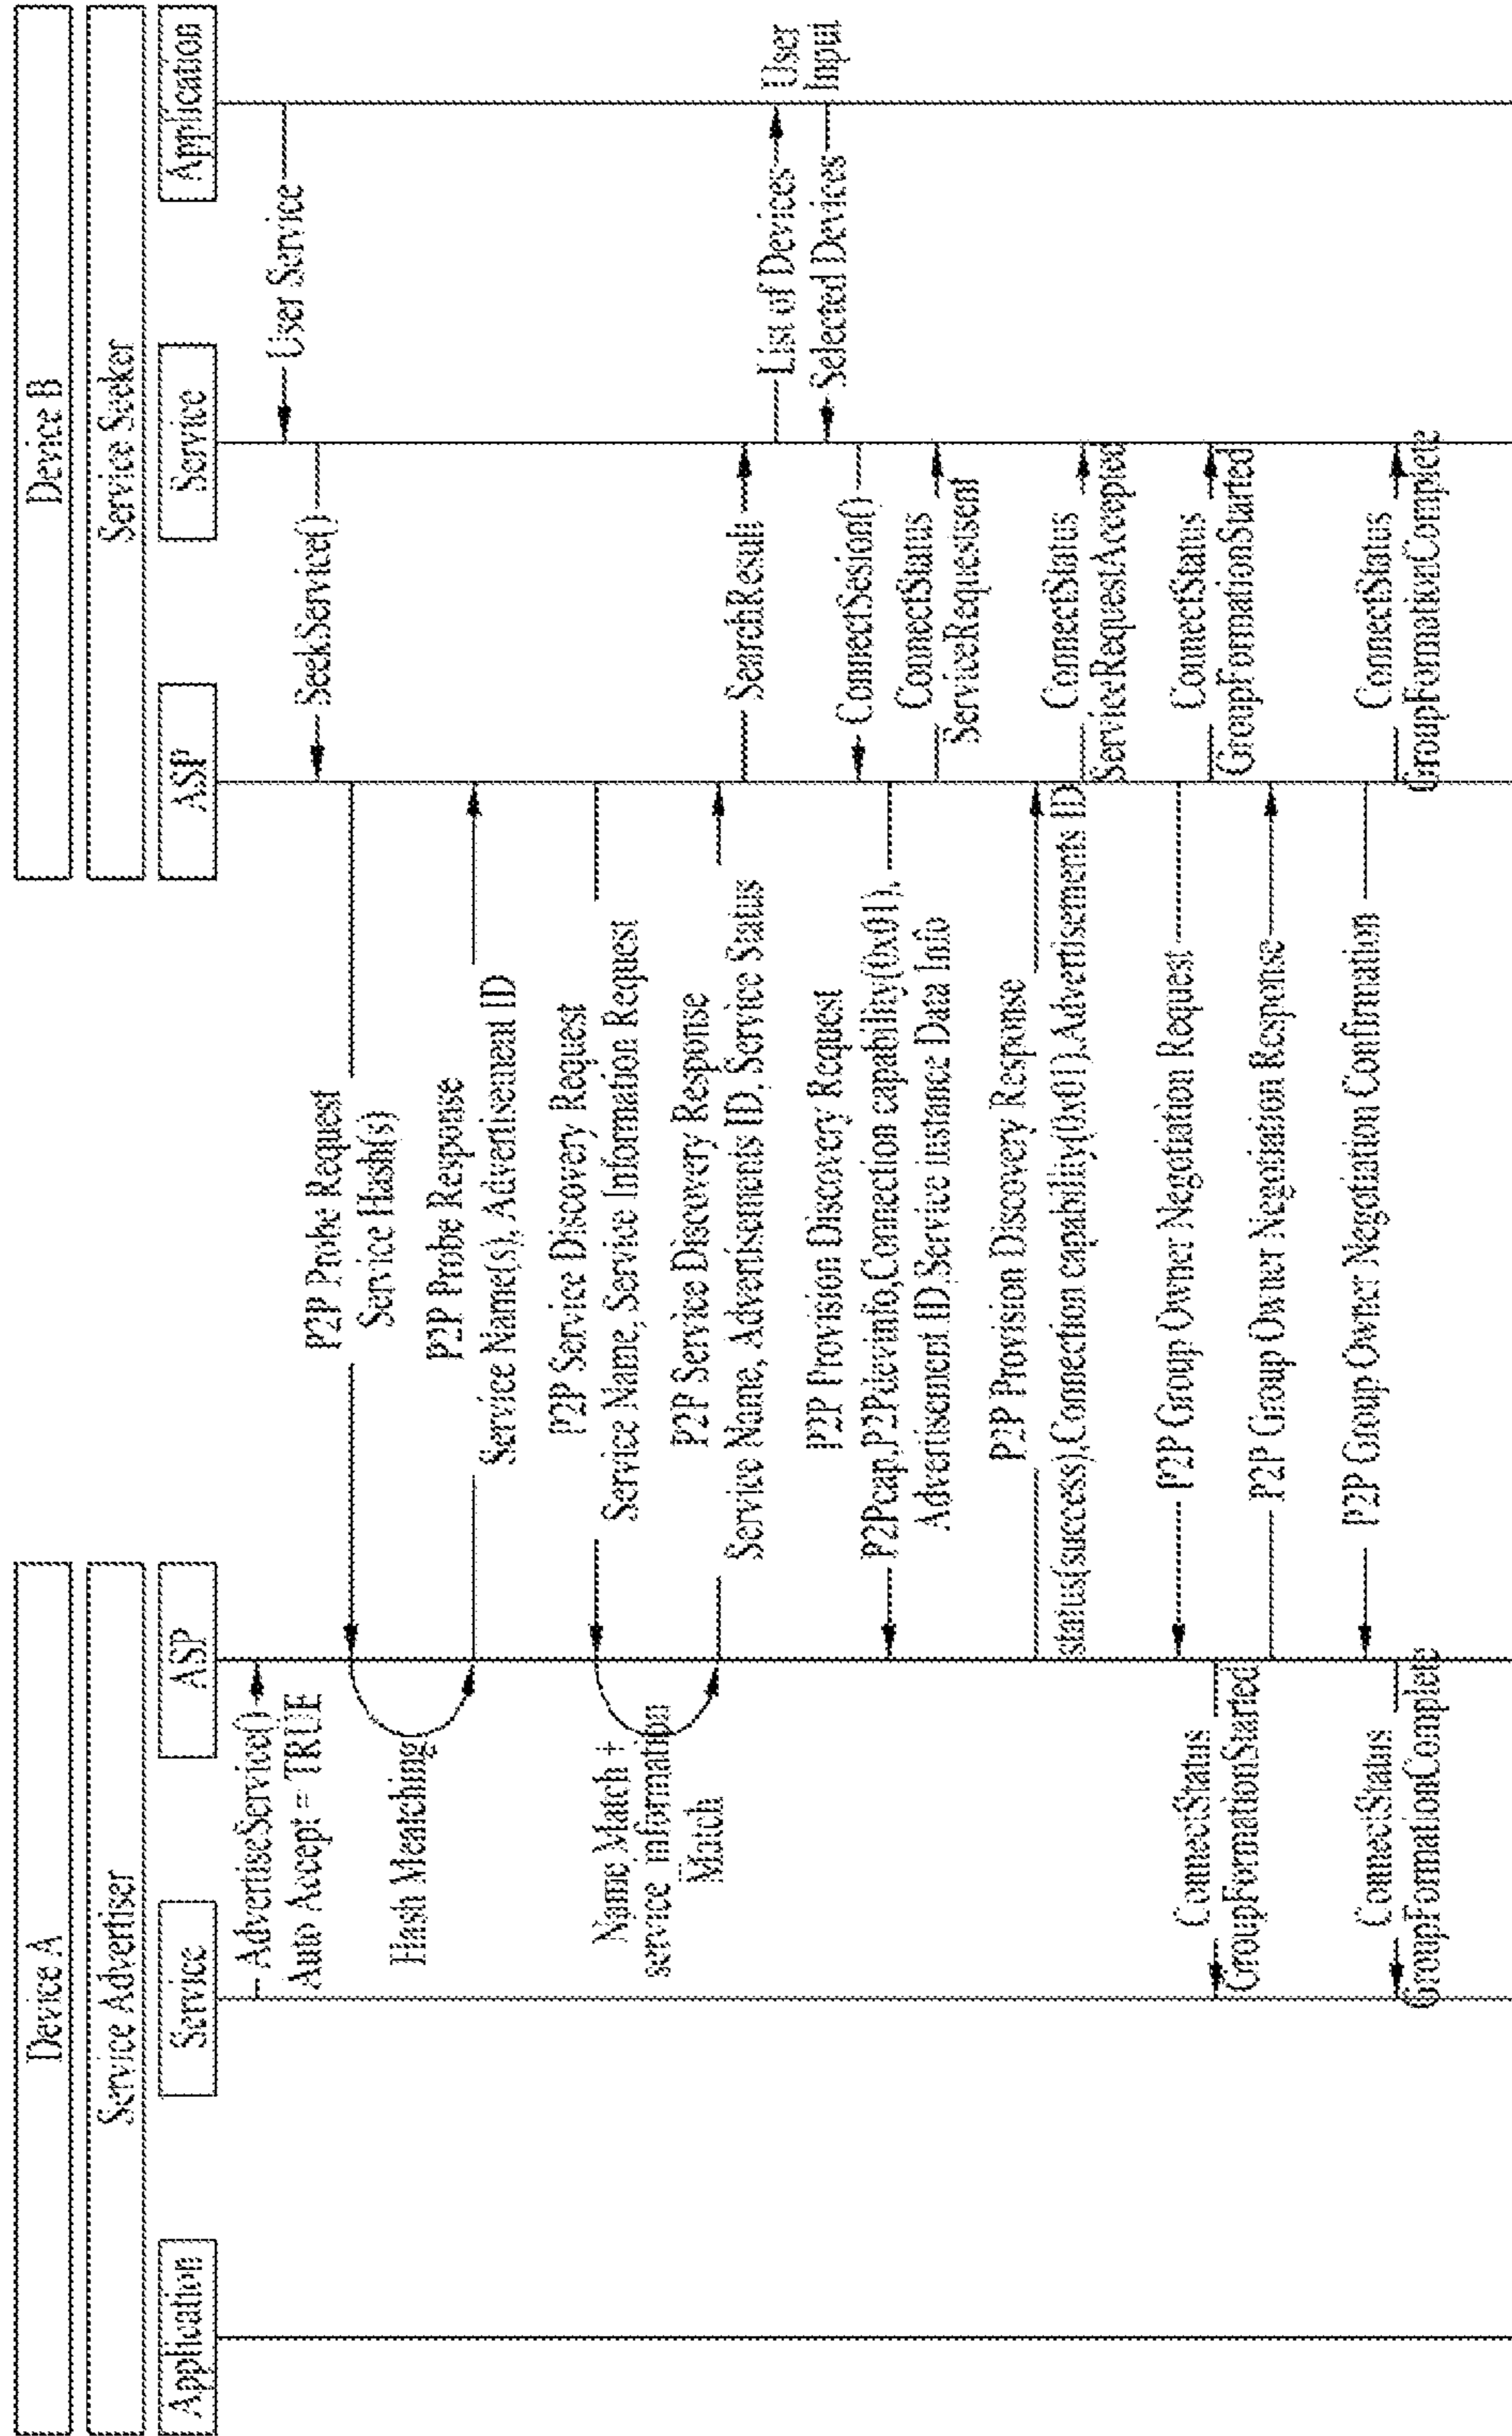 Device A
Device B
Service Advertiser
Service Seeker
Application
Service
ASP
ASP
Service
Application
AdvertiseService()
Auto Accept = TRUE
User Service
SeekService()
P2P Probe Request
Service Hash(s)
Hash Meatching
P2P Probe Response
Service Name(s), Advertisement ID
P2P Service Discovery Request
Service Name, Service Information Request
Name Match +
service information
Match
P2P Service Discovery Response
Service Name, Advertisements ID, Service Status
SearchResult
List of Devices
User
Input
Selected Devices
ConnectSesion()
P2P Provision Discovery Request
P2Pcap,P2Pdevinfo,Connection capability(0x01),
Advertisement ID,Service instance Data Info
ConnectStatus
ServiceRequestsent
P2P Provision Discovery Response
status(success),Connection capability(0x01),Advertisements ID
ConnectStatus
ServiceRequestAccepted
P2P Group Owner Negotiation Request
ConnectStatus
GroupFormationStarted
ConnectStatus
GroupFormationStarted
P2P Group Owner Negotiation Response
P2P Group Owner Negotiation Confirmation
ConnectStatus
GroupFormationComplete
ConnectStatus
GroupFormationComplete